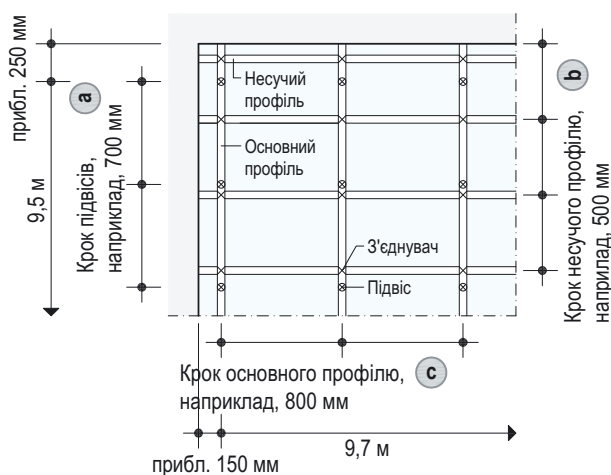 прибл. 250 мм
a
9,5 м
Крок підвісів,
наприклад, 700 мм
Несучий
профіль
Основний
профіль
З'єднувач
Підвіс
b
Крок несучого профілю,
наприлад, 500 мм
Крок основного профілю,
наприклад, 800 мм
c
9,7 м
прибл. 150 мм